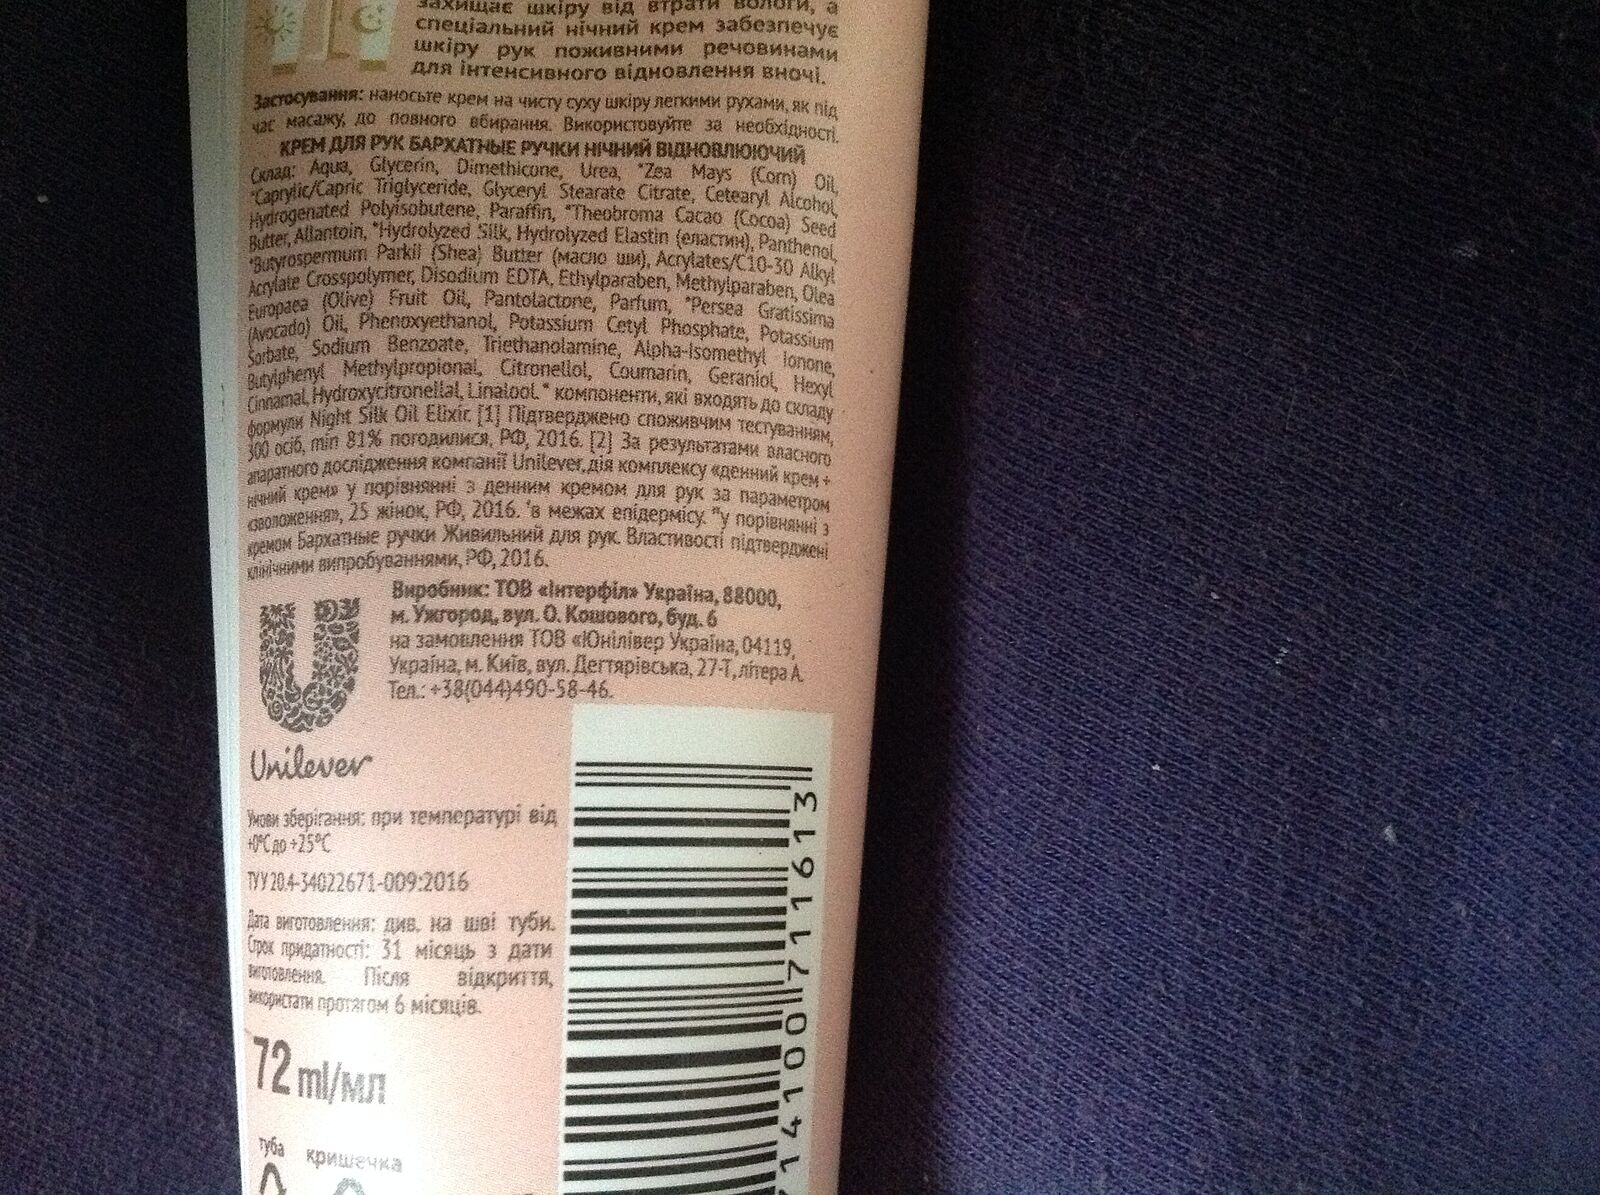 захищає шкіру від втрати вологи, а
спеціальний нічний крем забезпечує
шкіру рук поживними речовинами
для інтенсивного відновлення вночі.
Застосування: наносьте крем на чисту суху шкіру легкими рухами, як під
час масажу, до повного вбирання. Використовуйте за необхідності.
КРЕМ ДЛЯ РУК БАРХАТНЫЕ РУЧКИ НІЧНИЙ ВІДНОВЛЮЮЧИЙ
Склад: Aqua, Glycerin, Dimethicone, Urea, *Zea Mays (Corn) Oil,
*Caprylic/Capric Triglyceride, Glyceryl Stearate Citrate, Cetearyl Alcohol,
Hydrogenated Polyisobutene, Paraffin, *Theobroma Cacao (Cocoa) Seed
Butter, Allantoin, *Hydrolyzed Silk, Hydrolyzed Elastin (еластин), Panthenol,
*Butyrospermum Parkii (Shea) Butter (масло ши), Acrylates/C10-30 Alkyl
Acrylate Crosspolymer, Disodium EDTA, Ethylparaben, Methylparaben, Olea
Europaea (Olive) Fruit Oil, Pantolactone, Parfum, *Persea Gratissima
(Avocado) Oil, Phenoxyethanol, Potassium Cetyl Phosphate, Potassium
Sorbate, Sodium Benzoate, Triethanolamine, Alpha-Isomethyl Ionone,
Butylphenyl Methylpropional, Citronellol, Coumarin, Geraniol, Hexyl
Cinnamal, Hydroxycitronellal, Linalool. * компоненти, які входять до складу
формули Night Silk Oil Elixir. [1] Підтверджено споживчим тестуванням,
300 осіб, min 81% погодилися, РФ, 2016. [2] За результатами власного
апаратного дослідження компанії Unilever, дія комплексу «денний крем +
нічний крем» у порівнянні з денним кремом для рук за параметром
«зволоження», 25 жінок, РФ, 2016. *в межах епідермісу. **у порівнянні з
кремом Бархатные ручки Живильний для рук. Властивості підтверджені
клінічними випробуваннями, РФ, 2016.
Виробник: ТОВ «Інтерфіл» Україна, 88000,
м. Ужгород, вул. О. Кошового, буд. 6
на замовлення ТОВ «Юнілівер Україна, 04119,
Україна, м. Київ, вул. Дегтярівська, 27-Т, літера А.
Тел.: +38(044)490-58-46.
Unilever
Умови зберігання: при температурі від
+0°C до +25°C
ТУ У 20.4-34022671-009:2016
Дата виготовлення: див. на шві туби.
Строк придатності: 31 місяць з дати
виготовлення. Після відкриття,
використати протягом 6 місяців.
72 ml/мл
туба кришечка
714100 711613